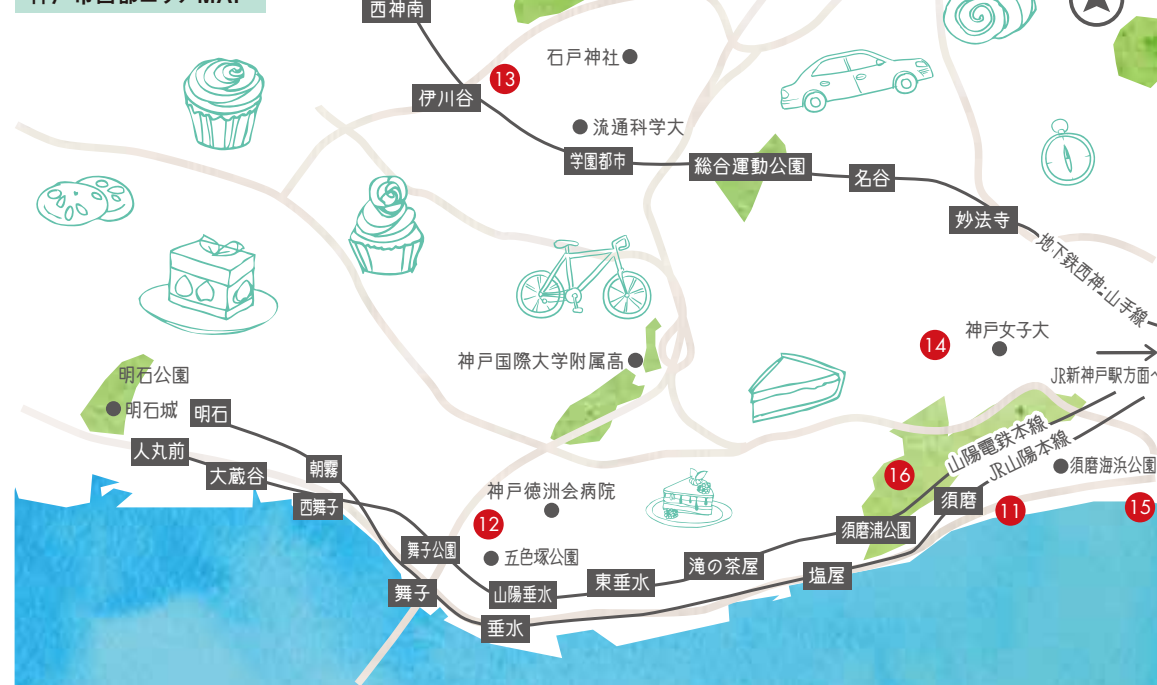 西神南
石戸神社
13
伊川谷
流通科学大
学園都市
総合運動公園
名谷
妙法寺
地下鉄西神・山手線
神戸女子大
14
神戸国際大学附属高
JR新神戸駅方面へ
明石公園
明石城
明石
山陽電鉄本線
JR山陽本線
人丸前
朝霧
大蔵谷
須磨海浜公園
16
神戸徳洲会病院
西舞子
須磨
11
15
12
須磨浦公園
舞子公園
五色塚公園
滝の茶屋
塩屋
東垂水
山陽垂水
舞子
垂水